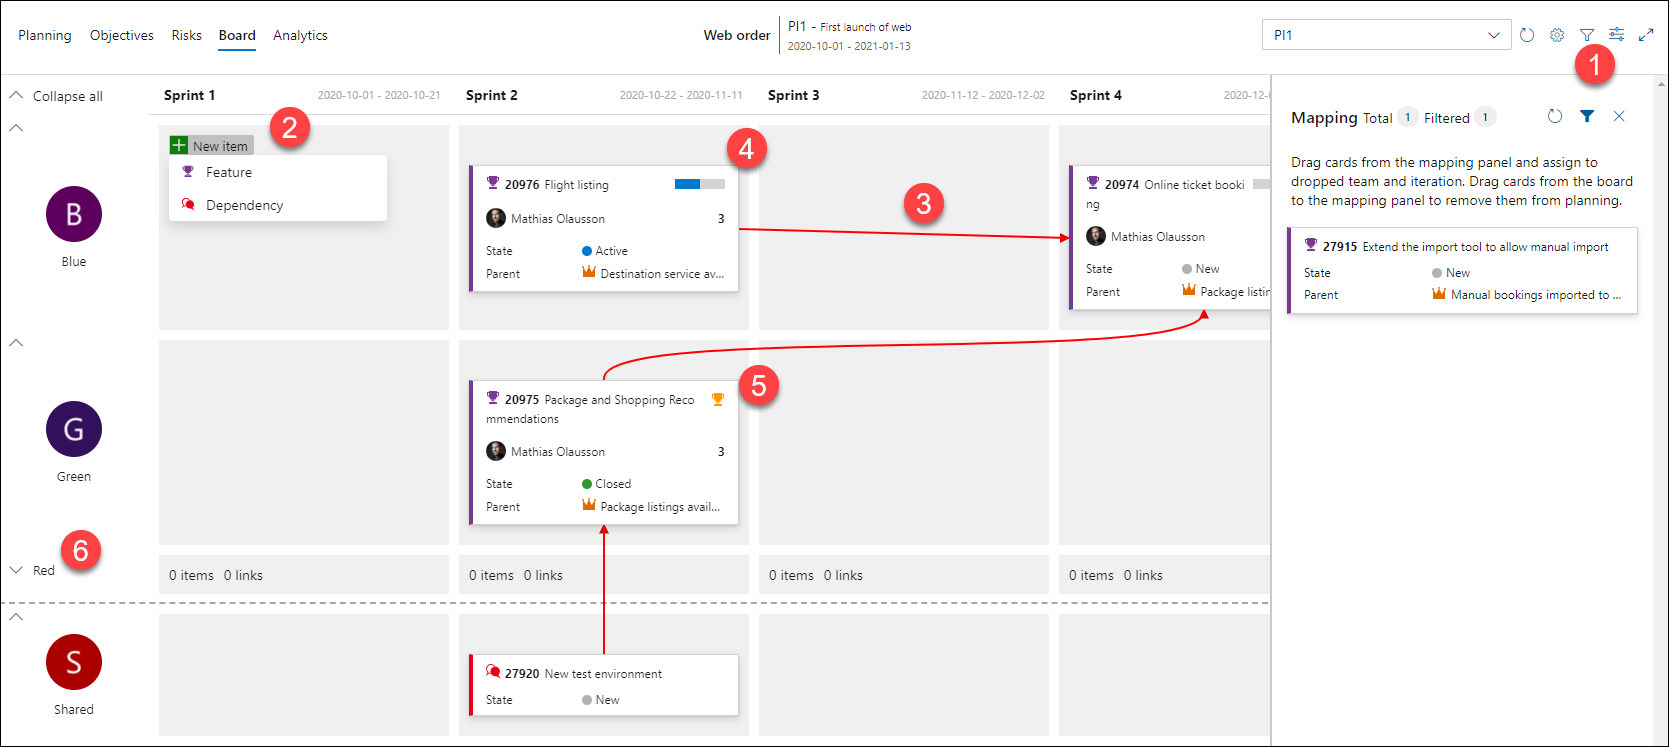 Planning Objectives Risks Board Analytics
Web order
PI1 - First launch of web
2020-10-01 - 2021-01-13
PI1
1
Collapse all
Sprint 1 2020-10-01 - 2020-10-21
Sprint 2 2020-10-22 - 2020-11-11
Sprint 3 2020-11-12 - 2020-12-02
Sprint 4 2020-12-0
B
Blue
New item
2
Feature
Dependency
4
20976 Flight listing
Mathias Olausson 3
State Active
Parent Destination service av...
3
20974 Online ticket booki
ng
Mathias Olausson
State New
Parent Package listin
G
Green
5
20975 Package and Shopping Reco
mmendations
Mathias Olausson 3
State Closed
Parent Package listings avail...
6
Red
0 items 0 links
0 items 0 links
0 items 0 links
0 items 0 links
S
Shared
27920 New test environment
State New
Mapping Total 1 Filtered 1
Drag cards from the mapping panel and assign to
dropped team and iteration. Drag cards from the board
to the mapping panel to remove them from planning.
27915 Extend the import tool to allow manual import
State New
Parent Manual bookings imported to ...